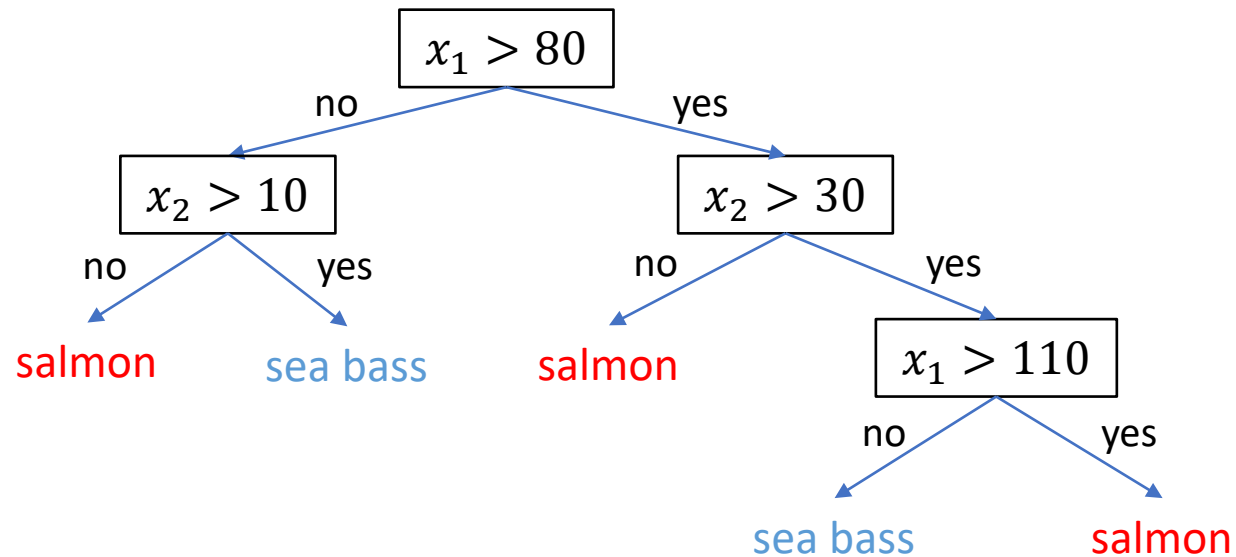 x₁ > 80
no
yes
x₂ > 10
x₂ > 30
no
yes
no
yes
salmon
sea bass
salmon
x₁ > 110
no
yes
sea bass
salmon